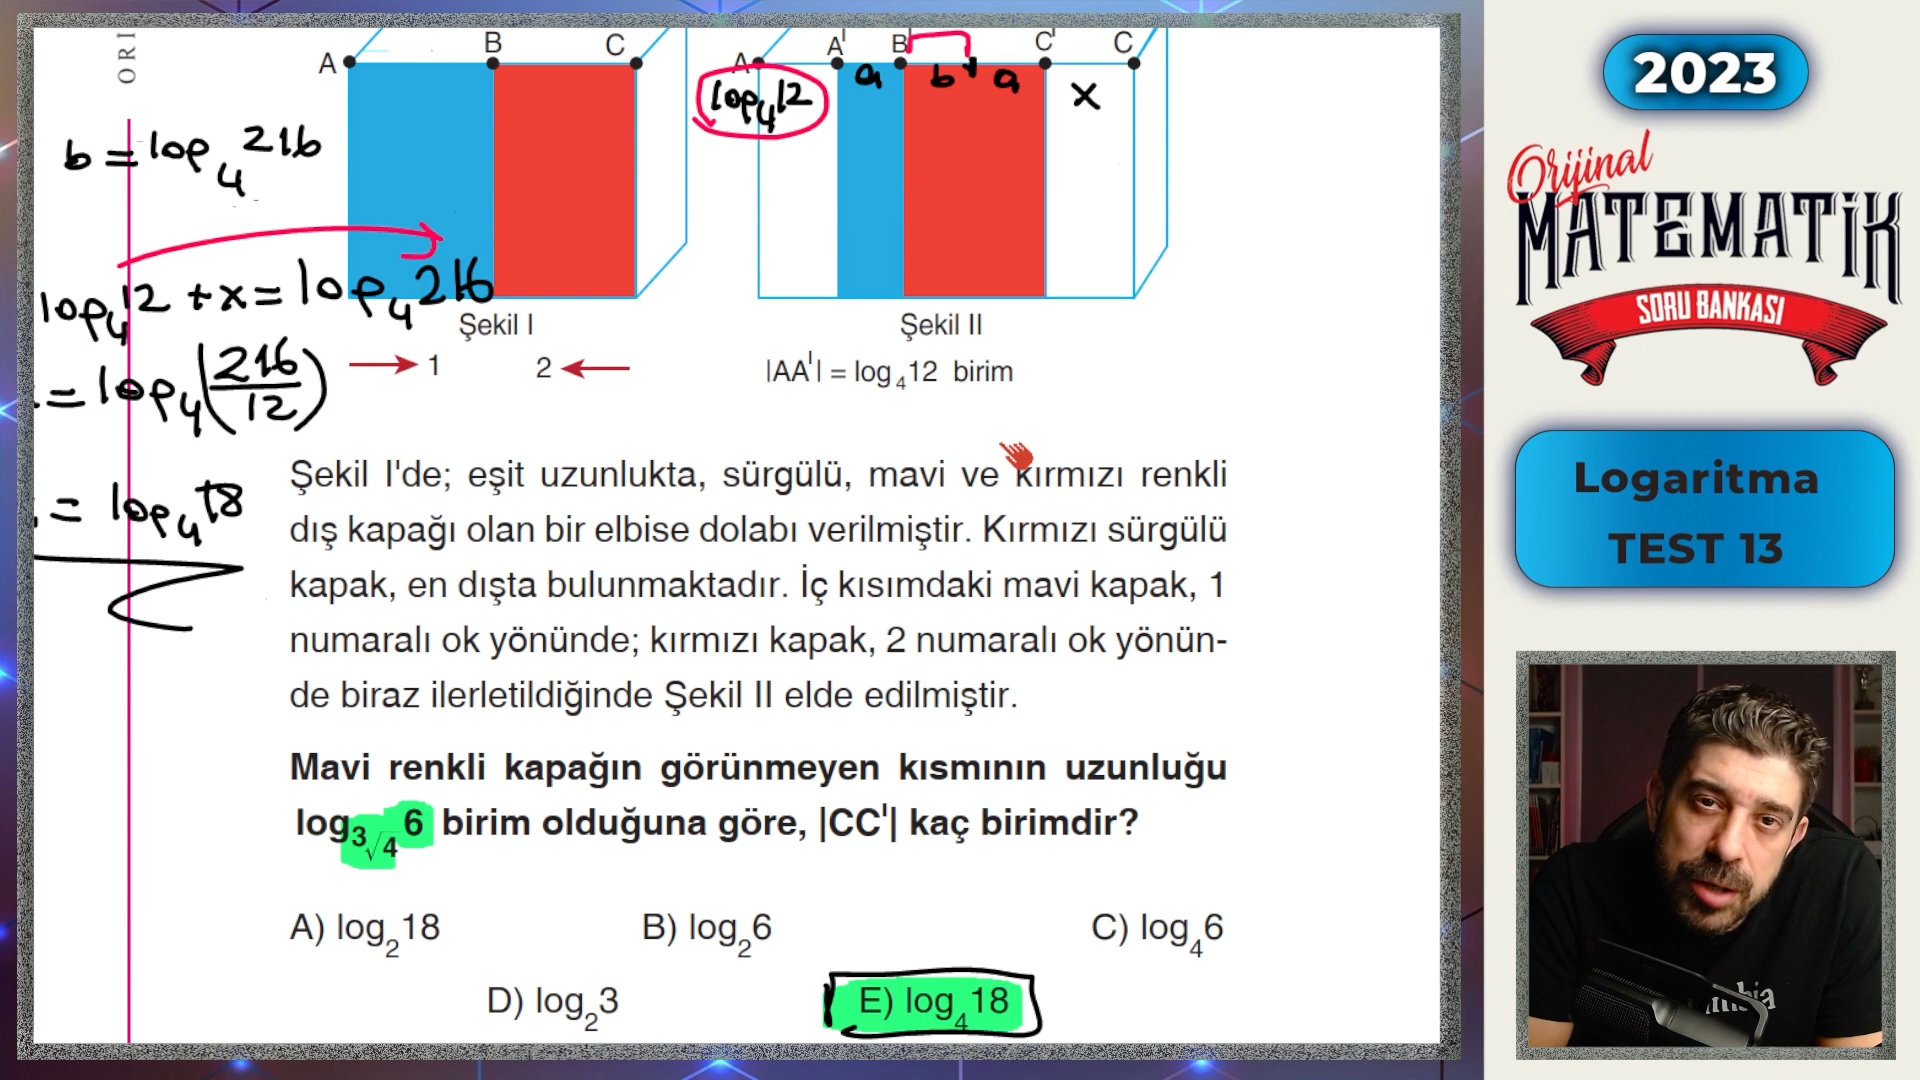 ORİ
A B C
A A' B C' C
log₄12 a b+a x
b = log₄216
log₄12 + x = log₄216
= log₄(216/12)
= log₄18
Şekil I
Şekil II
1 2
|AA'| = log₄12 birim
Şekil I'de; eşit uzunlukta, sürgülü, mavi ve kırmızı renkli
dış kapağı olan bir elbise dolabı verilmiştir. Kırmızı sürgülü
kapak, en dışta bulunmaktadır. İç kısımdaki mavi kapak, 1
numaralı ok yönünde; kırmızı kapak, 2 numaralı ok yönün-
de biraz ilerletildiğinde Şekil II elde edilmiştir.
Mavi renkli kapağın görünmeyen kısmının uzunluğu
log ³√4 6 birim olduğuna göre, |CC'| kaç birimdir?
A) log₂18 B) log₂6 C) log₄6
D) log₂3 E) log₄18
2023
Orijinal
MATEMATİK
SORU BANKASI
Logaritma
TEST 13